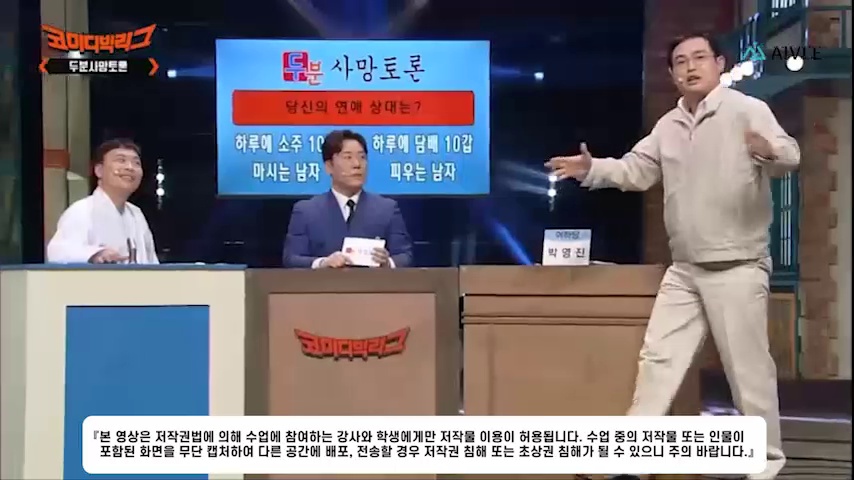 코미디빅리그
두분사망토론
AIVLE
두분 사망토론
당신의 연애 상대는?
하루에 소주 10
마시는 남자
하루에 담배 10갑
피우는 남자
박영진
코미디빅리그
『본 영상은 저작권법에 의해 수업에 참여하는 강사와 학생에게만 저작물 이용이 허용됩니다. 수업 중의 저작물 또는 인물이
포함된 화면을 무단 캡처하여 다른 공간에 배포, 전송할 경우 저작권 침해 또는 초상권 침해가 될 수 있으니 주의 바랍니다.』